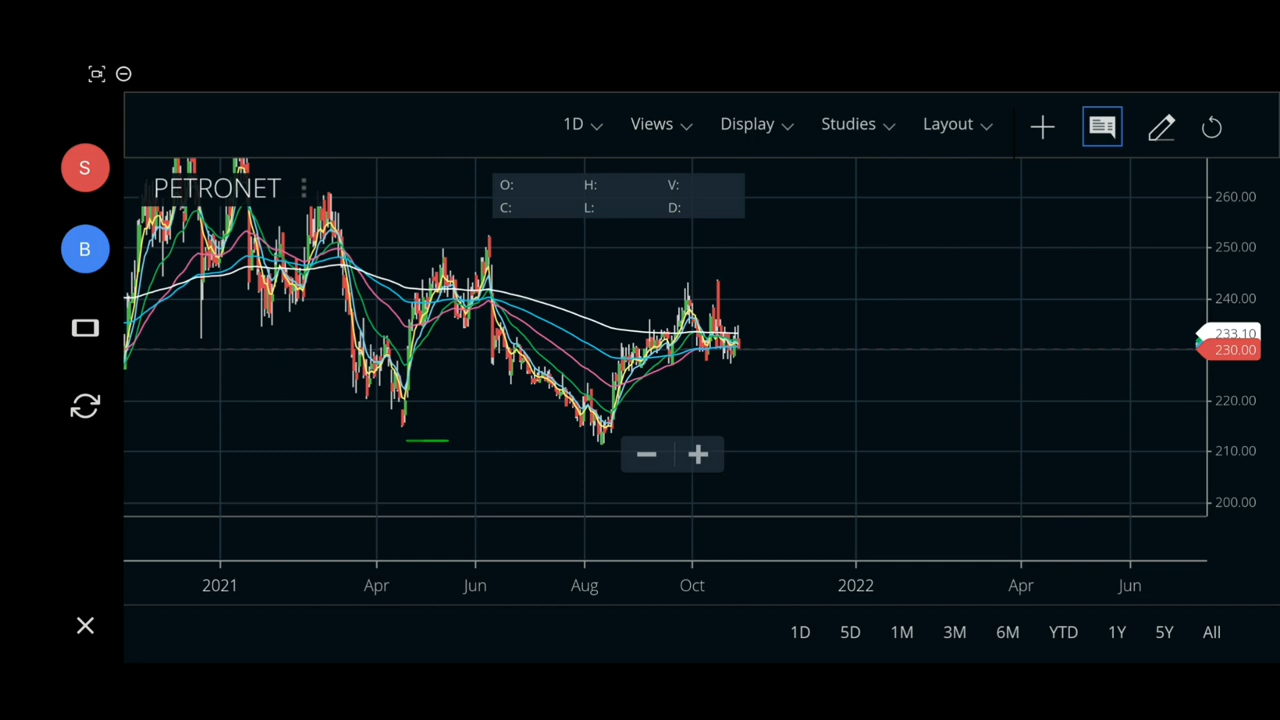 1D Views Display Studies Layout
S
PETRONET
O: H: V:
C: L: D:
B
260.00
250.00
240.00
233.10
230.00
220.00
210.00
200.00
2021 Apr Jun Aug Oct 2022 Apr Jun
1D 5D 1M 3M 6M YTD 1Y 5Y All